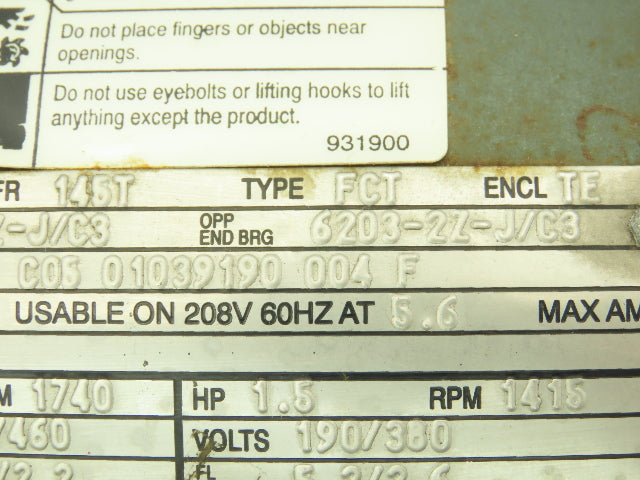 Do not place fingers or objects near
openings.
Do not use eyebolts or lifting hooks to lift
anything except the product.
931900
FR 145T TYPE FCT ENCL TE
Z-J/C3 OPP END BRG 6203-2Z-J/C3
C05 01039190 004 F
USABLE ON 208V 60HZ AT 5.6 MAX AM
M 1740 HP 1.5 RPM 1415
/460 VOLTS 190/380
FL